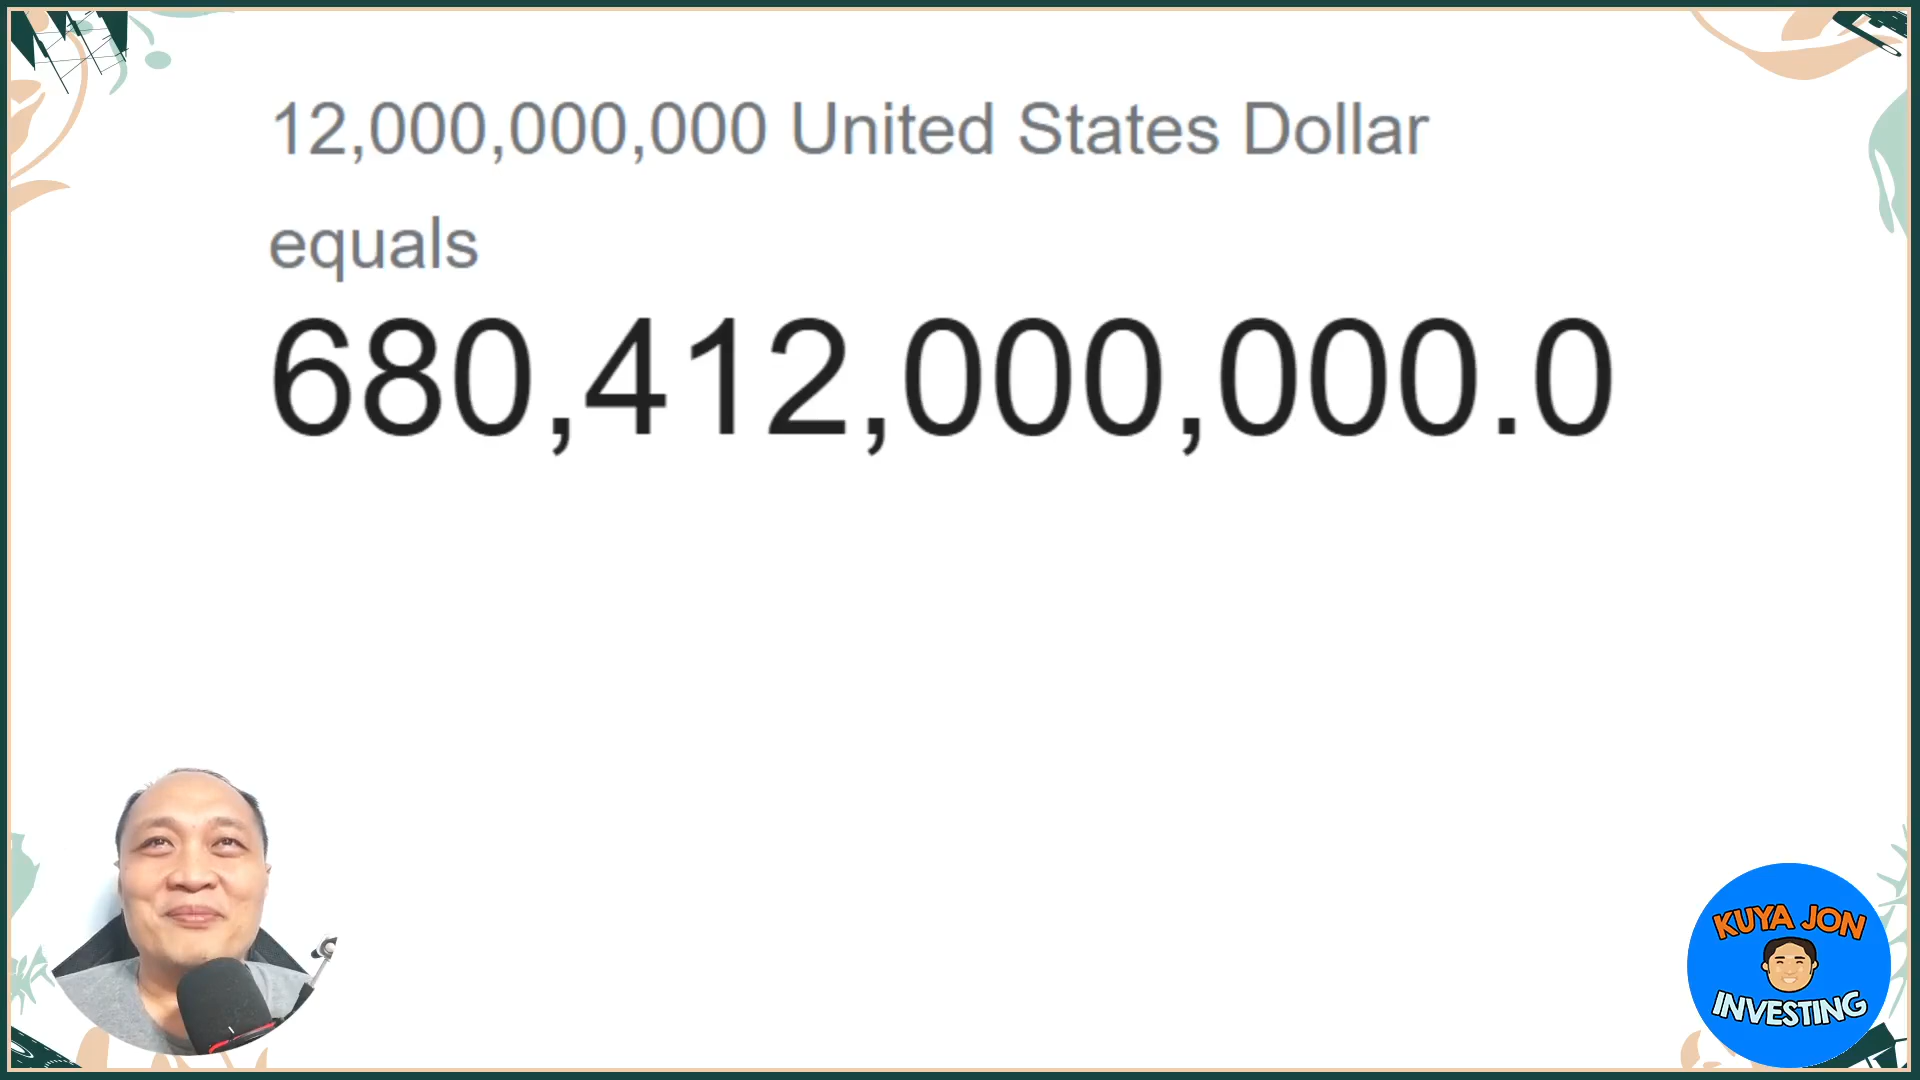 12,000,000,000 United States Dollar
equals
680,412,000,000.0
KUYA JON
INVESTING